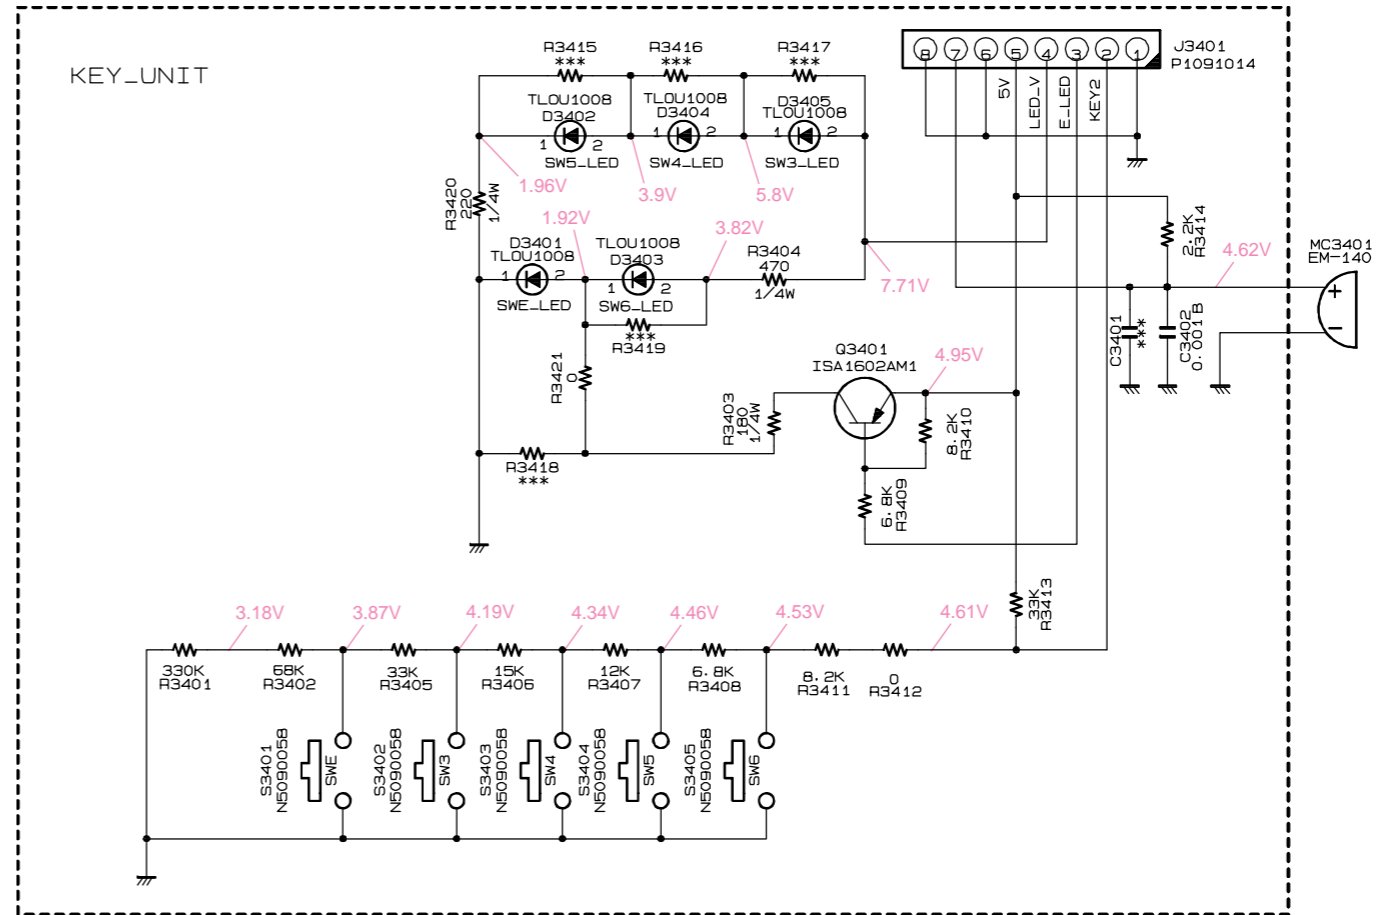 KEY_UNIT
R3415
***
R3416
***
R3417
***
8 7 6 5 4 3 2 1
J3401
P1091014
5V
LED_V
E_LED
KEY2
TLOU1008
D3402
1 2
SW5_LED
TLOU1008
D3404
1 2
SW4_LED
D3405
TLOU1008
1 2
SW3_LED
1.96V
3.9V
5.8V
R3420
220
1/4W
1.92V
3.82V
D3401
TLOU1008
1 2
SWE_LED
TLOU1008
D3403
1 2
SW6_LED
R3404
470
1/4W
7.71V
2.2K
R3414
4.62V
MC3401
EM-140
+
-
C3401
***
C3402
0.001 B
***
R3419
R3421
0
Q3401
ISA1602AM1
4.95V
R3403
180
1/4W
8.2K
R3410
R3418
***
6.8K
R3409
33K
R3413
3.18V
3.87V
4.19V
4.34V
4.46V
4.53V
4.61V
330K
R3401
68K
R3402
33K
R3405
15K
R3406
12K
R3407
6.8K
R3408
8.2K
R3411
0
R3412
S3401
N5090058
SWE
S3402
N5090058
SW3
S3403
N5090058
SW4
S3404
N5090058
SW5
S3405
N5090058
SW6